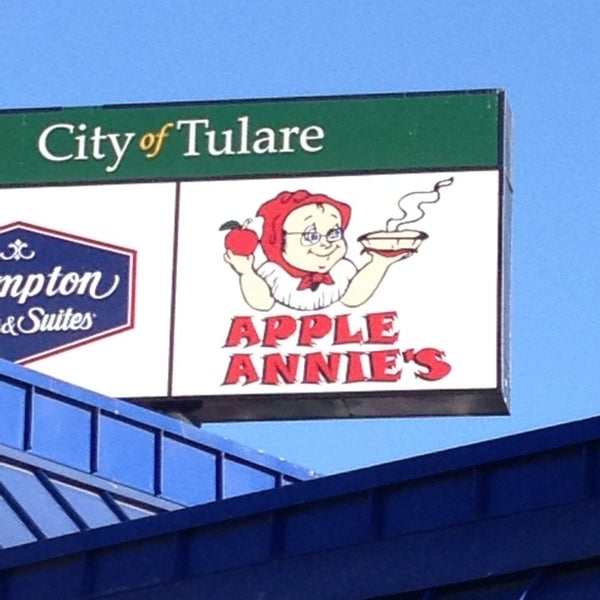 City of Tulare
mpton
& Suites
APPLE
ANNIE'S